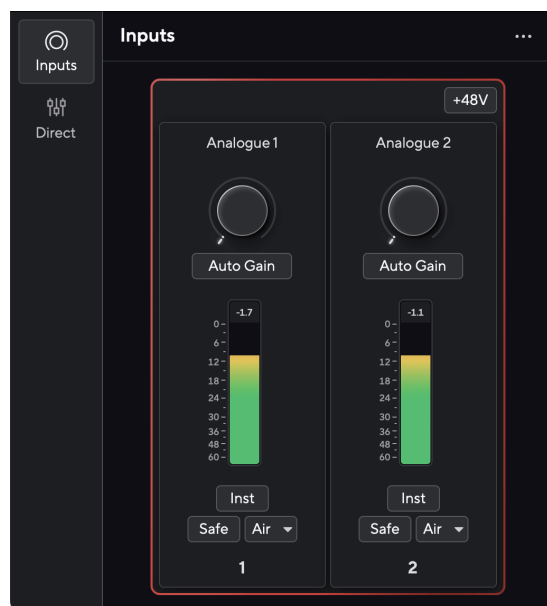 Inputs
Inputs
...
Direct
+48V
Analogue 1
Analogue 2
Auto Gain
Auto Gain
-1.7
-1.1
0
0
6
6
12
12
18
18
24
24
30
30
36
36
48
48
60
60
Inst
Inst
Safe
Air
Safe
Air
1
2